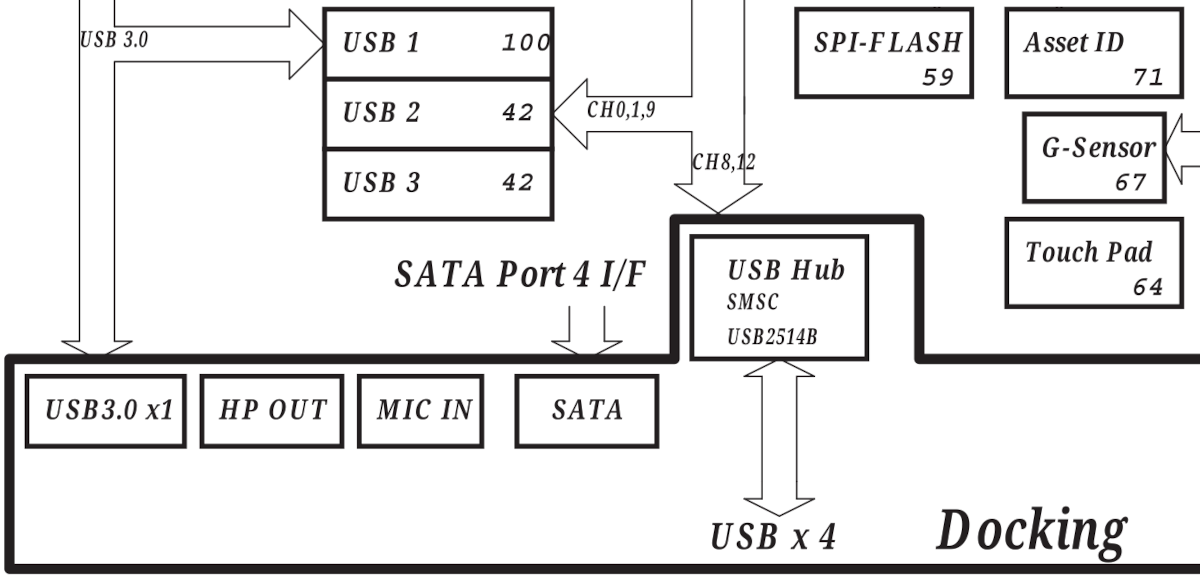 USB 3.0
USB 1 100
USB 2 42
USB 3 42
CH0,1,9
CH8,12
SPI-FLASH
59
Asset ID
71
G-Sensor
67
Touch Pad
64
SATA Port 4 I/F
USB Hub
SMSC
USB2514B
USB3.0 x1
HP OUT
MIC IN
SATA
USB x 4
Docking